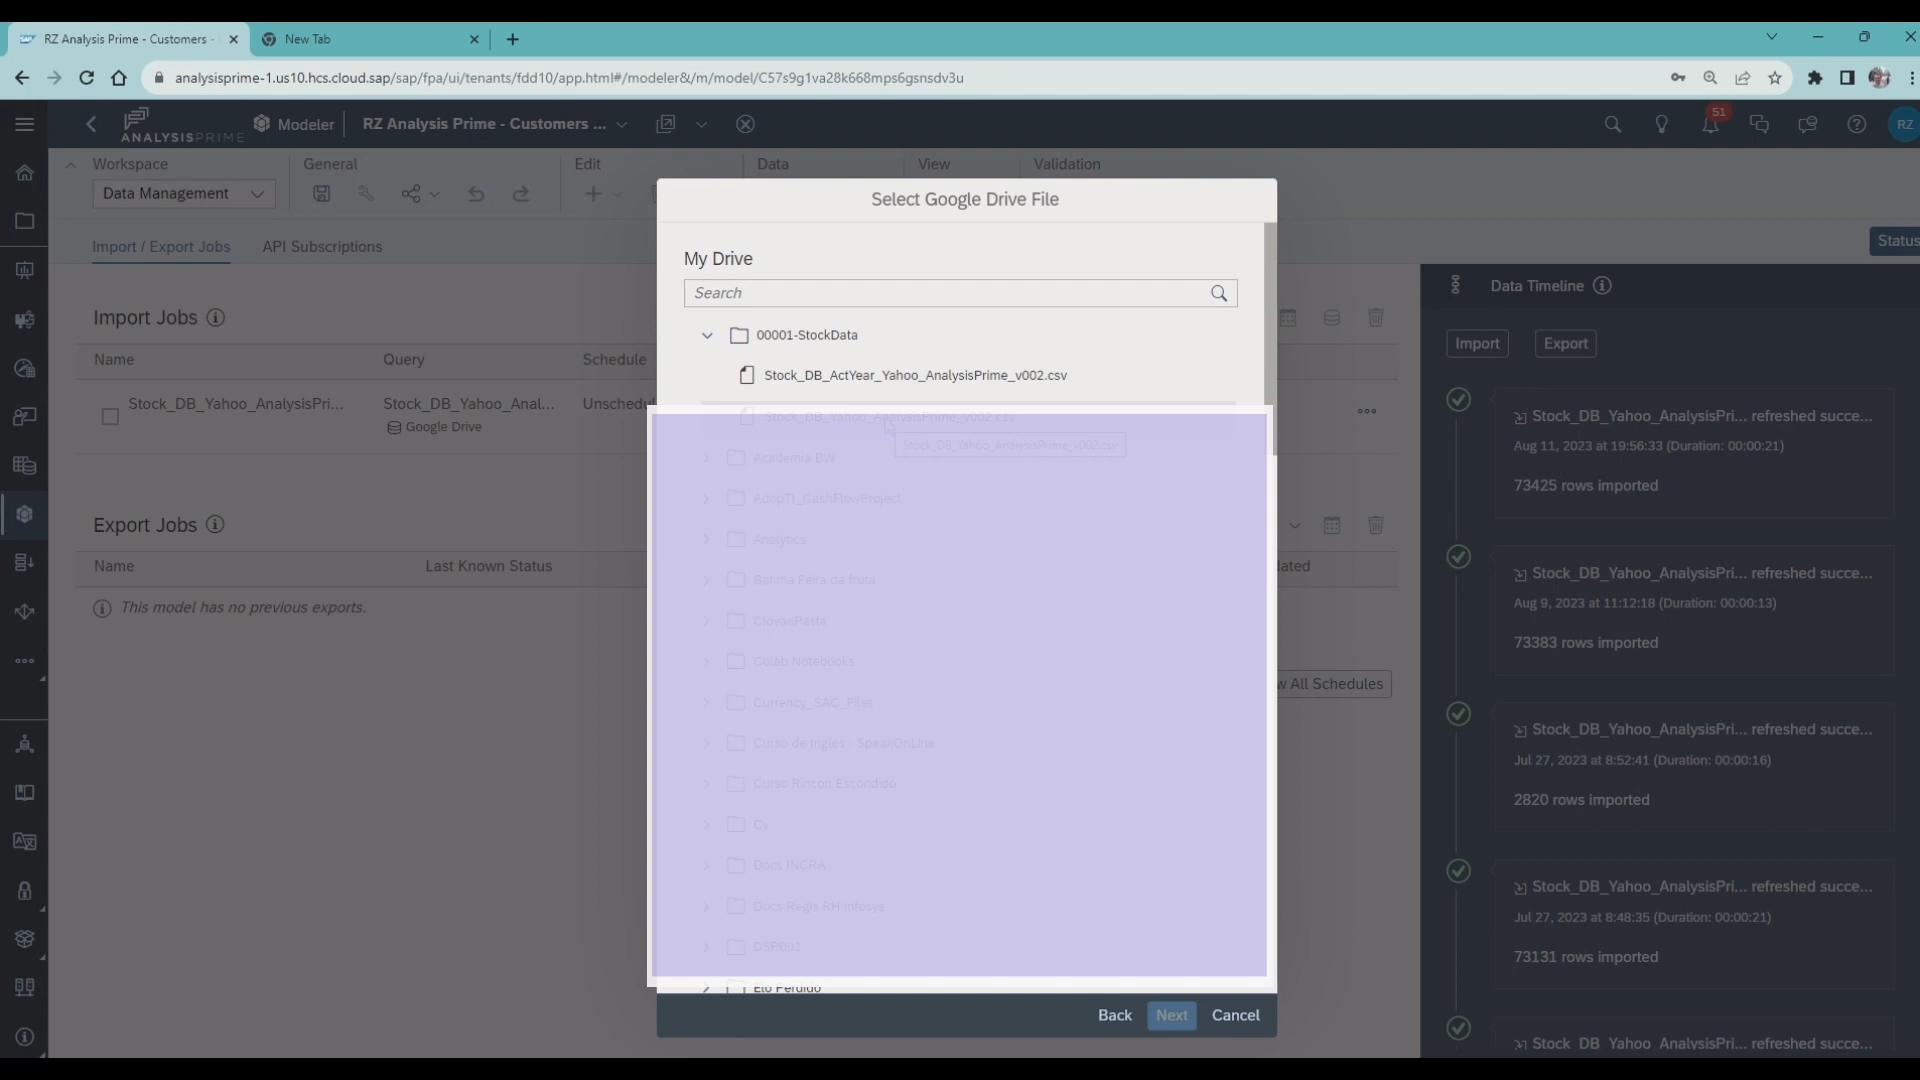 RZ Analysis Prime - Customers -
New Tab
analysisprime-1.us10.hcs.cloud.sap/sap/fpa/ui/tenants/fdd10/app.html#/modeler&/m/model/C57s9g1va28k668mps6gsnsdv3u
ANALYSISPRIME
Modeler
RZ Analysis Prime - Customers ...
51
RZ
Workspace
General
Edit
Data
View
Validation
Data Management
Import / Export Jobs
API Subscriptions
Status
Import Jobs
Name
Query
Schedule
Stock_DB_Yahoo_AnalysisPri...
Stock_DB_Yahoo_Anal...
Google Drive
Export Jobs
Name
Last Known Status
This model has no previous exports.
w All Schedules
Select Google Drive File
My Drive
Search
00001-StockData
Stock_DB_ActYear_Yahoo_AnalysisPrime_v002.csv
Stock_DB_Yahoo_AnalysisPrime_v002.csv
Stock_DB_Yahoo_AnalysisPrime_v002.csv
Academia BW
AdopTI_CashFlowProject
Analytics
Batima Feira da fruta
ClovaoPasta
Colab Notebooks
Currency_SAC_Files
Curso de Ingles - SpeakOnLine
Curso Rincon Escondido
Cv
Docs INCRA
Docs Regis RH Infosys
Elo Perdido
Back
Next
Cancel
Data Timeline
Import
Export
Stock_DB_Yahoo_AnalysisPri... refreshed succe...
Aug 11, 2023 at 19:56:33 (Duration: 00:00:21)
73425 rows imported
Stock_DB_Yahoo_AnalysisPri... refreshed succe...
Aug 9, 2023 at 11:12:18 (Duration: 00:00:13)
73383 rows imported
Stock_DB_Yahoo_AnalysisPri... refreshed succe...
Jul 27, 2023 at 8:52:41 (Duration: 00:00:16)
2820 rows imported
Stock_DB_Yahoo_AnalysisPri... refreshed succe...
Jul 27, 2023 at 8:48:35 (Duration: 00:00:21)
73131 rows imported
Stock_DB_Yahoo_AnalysisPri... refreshed succe...